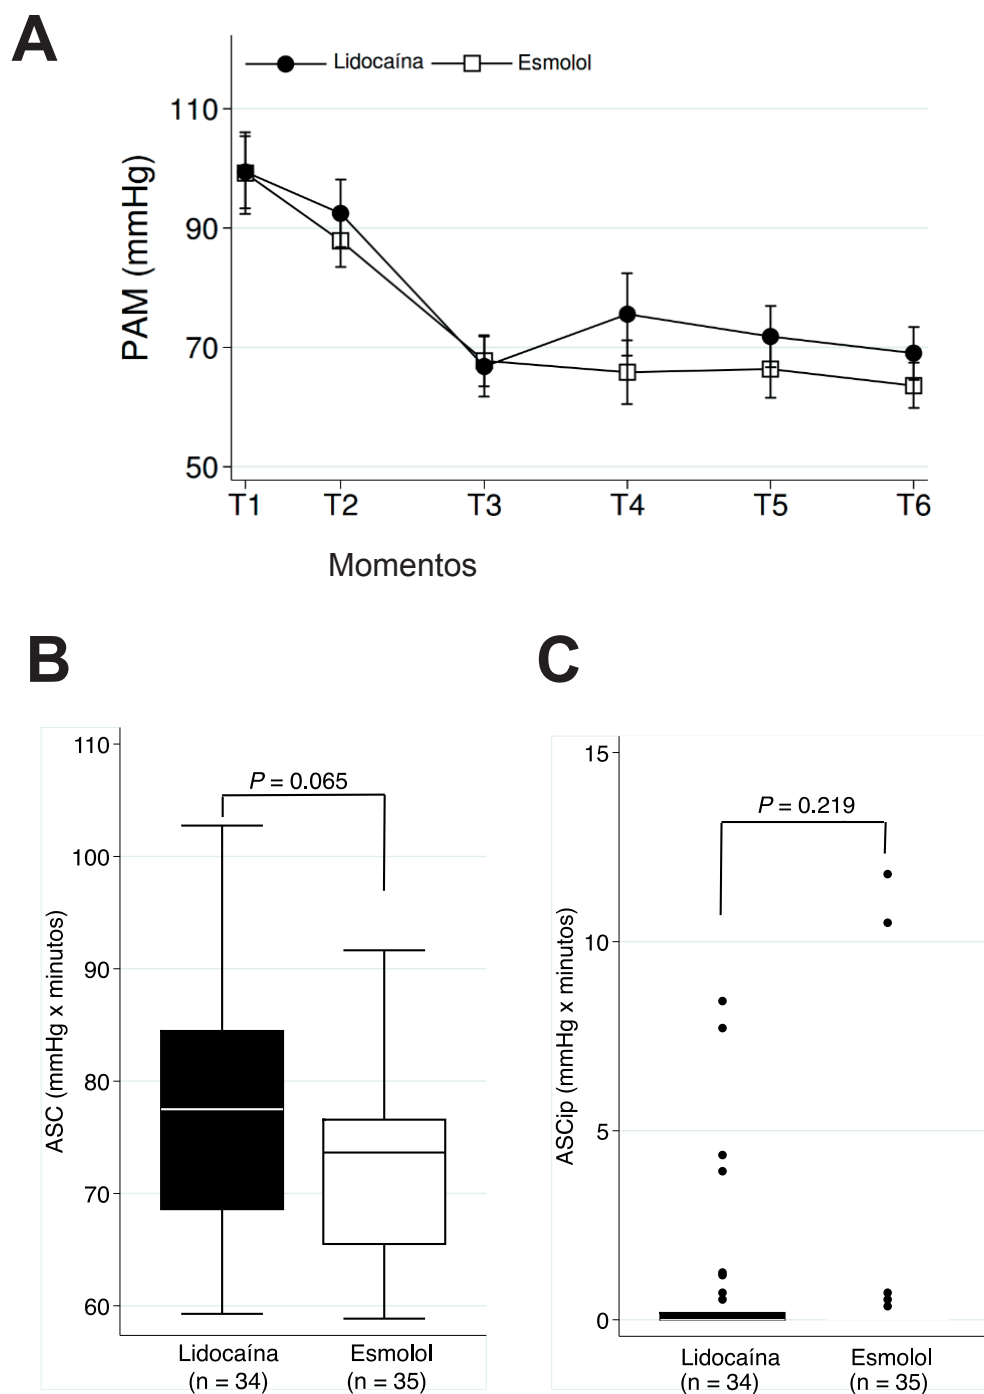 A
Lidocaína Esmolol
110
90
70
50
PAM (mmHg)
T1 T2 T3 T4 T5 T6
Momentos
B
110
100
90
80
70
60
ASC (mmHg x minutos)
P = 0.065
Lidocaína Esmolol
(n = 34) (n = 35)
C
15
10
5
0
ASCip (mmHg x minutos)
P = 0.219
Lidocaína Esmolol
(n = 34) (n = 35)